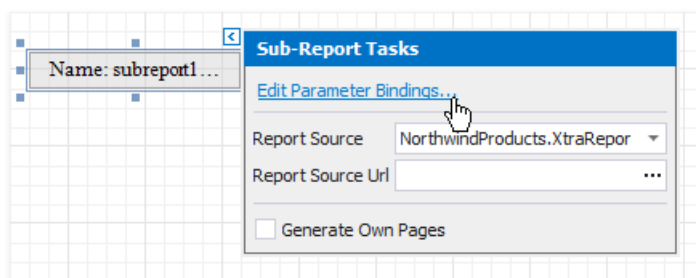 Name: subreport1...
Sub-Report Tasks
Edit Parameter Bindings...
Report Source NorthwindProducts.XtraRepor
Report Source Url ...
Generate Own Pages